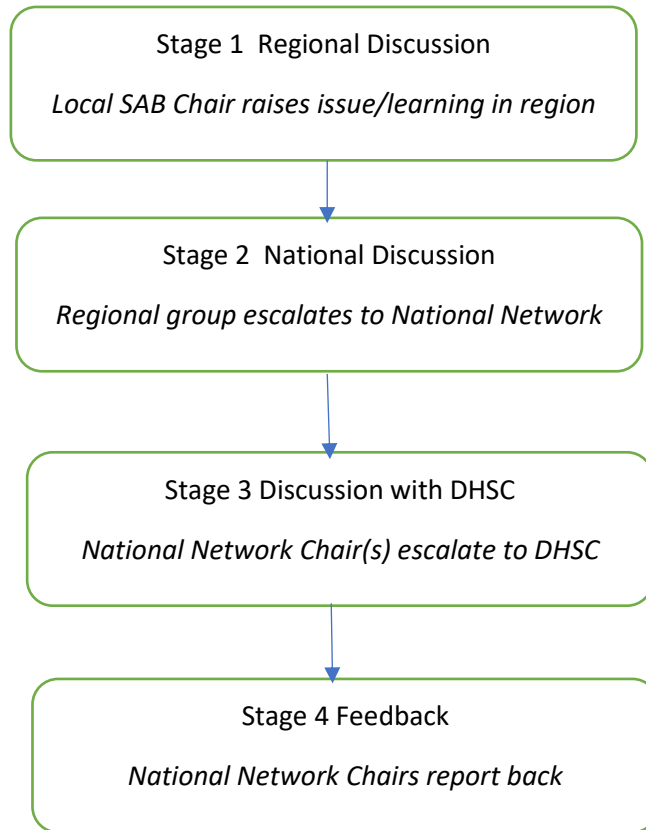 Stage 1  Regional Discussion
Local SAB Chair raises issue/learning in region
Stage 2  National Discussion
Regional group escalates to National Network
Stage 3 Discussion with DHSC
National Network Chair(s) escalate to DHSC
Stage 4 Feedback
National Network Chairs report back